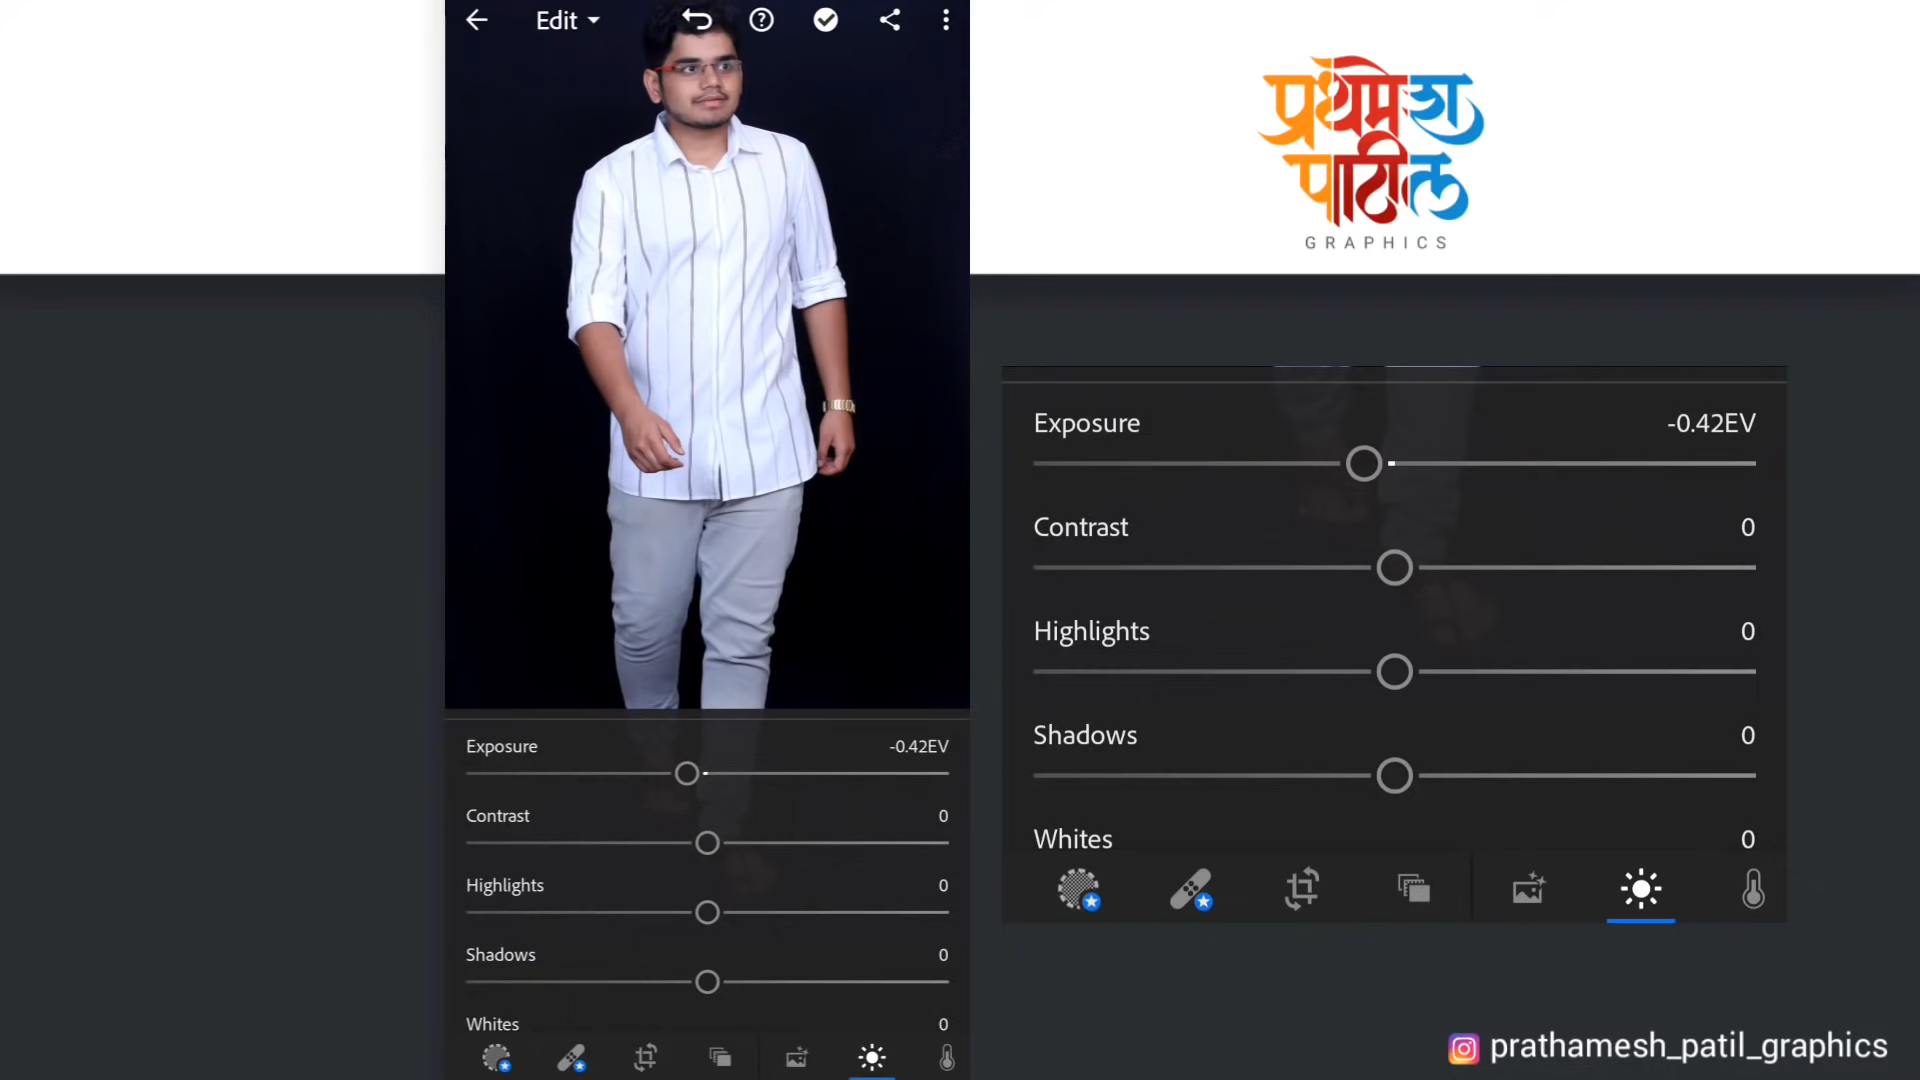 Edit
प्रथमेश
पाटील
GRAPHICS
Exposure -0.42EV
Contrast 0
Highlights 0
Shadows 0
Whites 0
Exposure -0.42EV
Contrast 0
Highlights 0
Shadows 0
Whites 0
prathamesh_patil_graphics